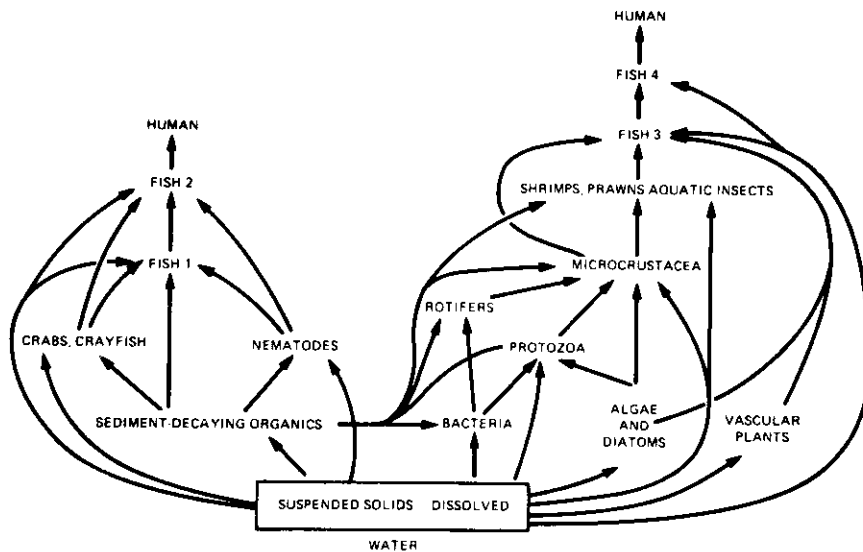 HUMAN
FISH 4
HUMAN
FISH 3
FISH 2
SHRIMPS, PRAWNS AQUATIC INSECTS
FISH 1
MICROCRUSTACEA
ROTIFERS
CRABS, CRAYFISH
NEMATODES
PROTOZOA
SEDIMENT-DECAYING ORGANICS
BACTERIA
ALGAE
AND
DIATOMS
VASCULAR
PLANTS
SUSPENDED SOLIDS DISSOLVED
WATER